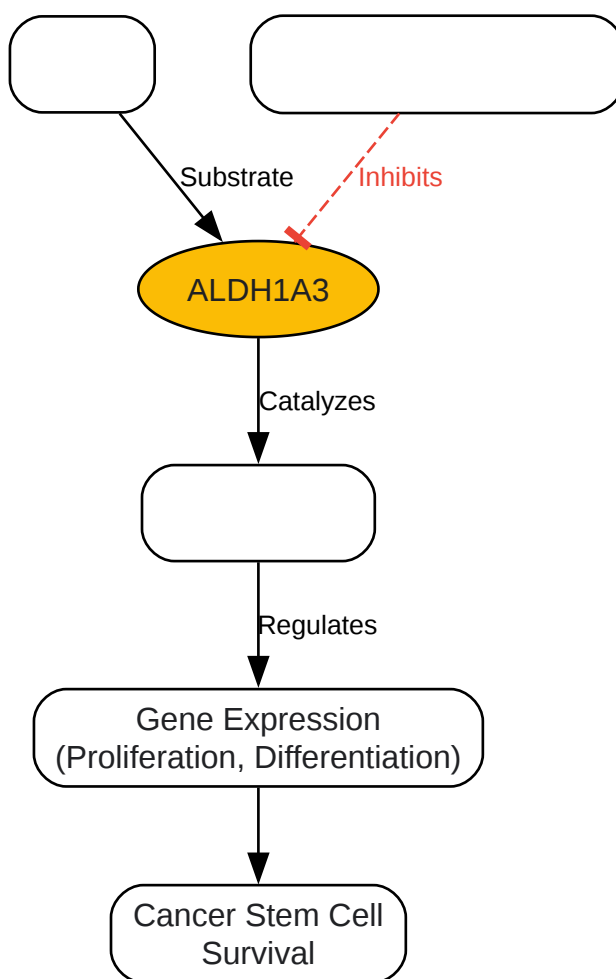 Substrate
Inhibits
ALDH1A3
Catalyzes
Regulates
Gene Expression
(Proliferation, Differentiation)
Cancer Stem Cell
Survival